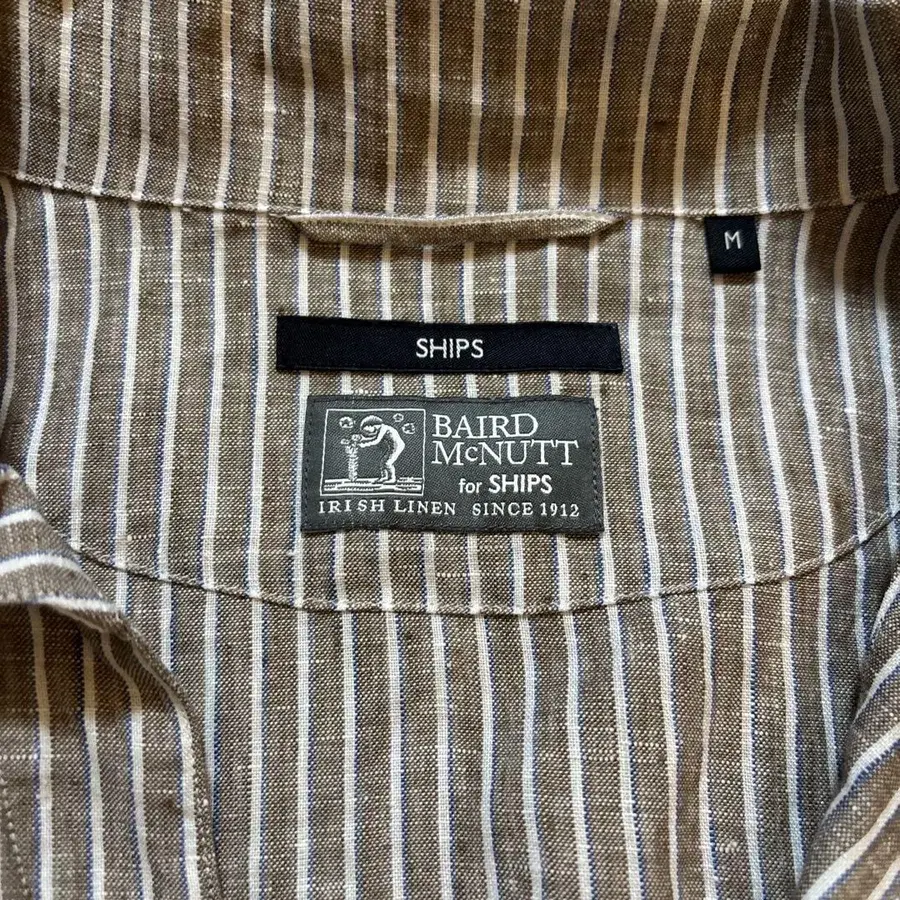 M
SHIPS
BAIRD
McNUTT
for SHIPS
IRISH LINEN SINCE 1912